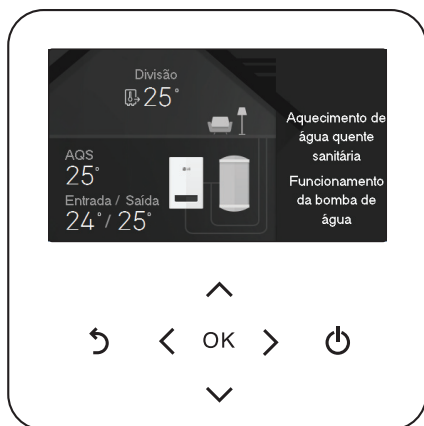 Divisão
25°
AQS
25°
Entrada / Saída
24°/ 25°
LG
Aquecimento de
água quente
sanitária
Funcionamento
da bomba de
água
OK